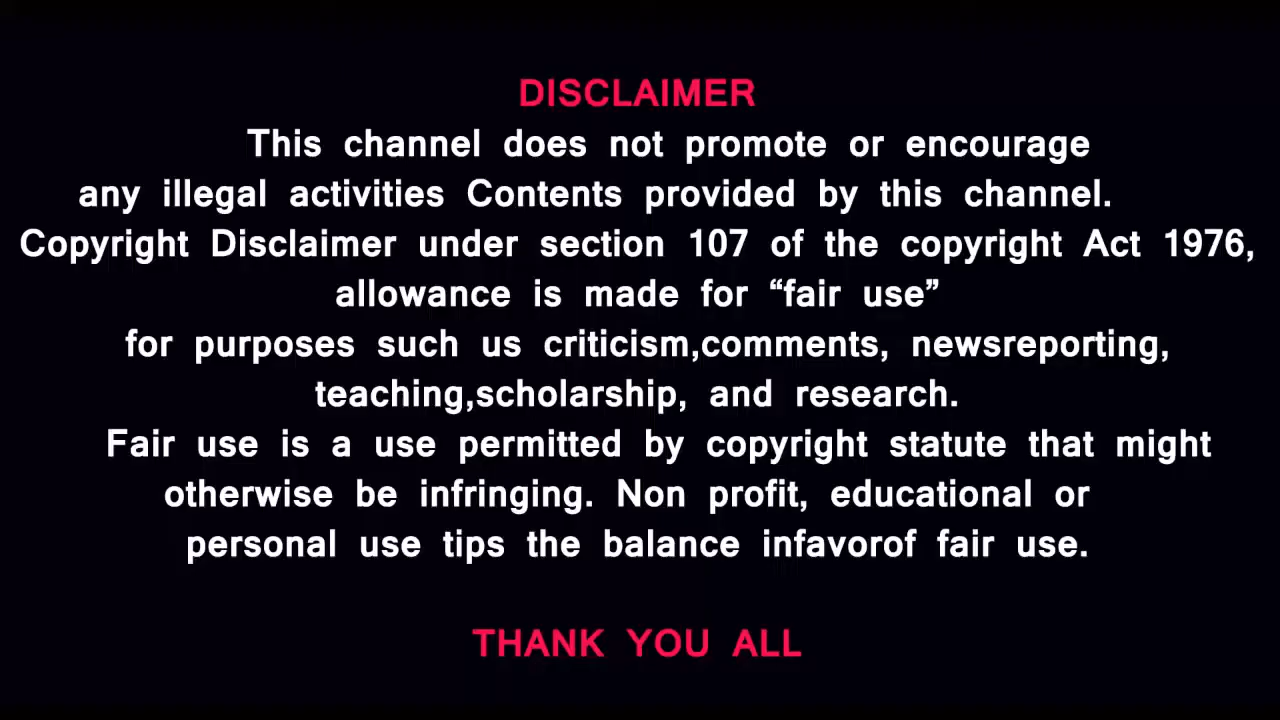 DISCLAIMER
This channel does not promote or encourage
any illegal activities Contents provided by this channel.
Copyright Disclaimer under section 107 of the copyright Act 1976,
allowance is made for “fair use”
for purposes such us criticism,comments, newsreporting,
teaching,scholarship, and research.
Fair use is a use permitted by copyright statute that might
otherwise be infringing. Non profit, educational or
personal use tips the balance infavorof fair use.
THANK YOU ALL